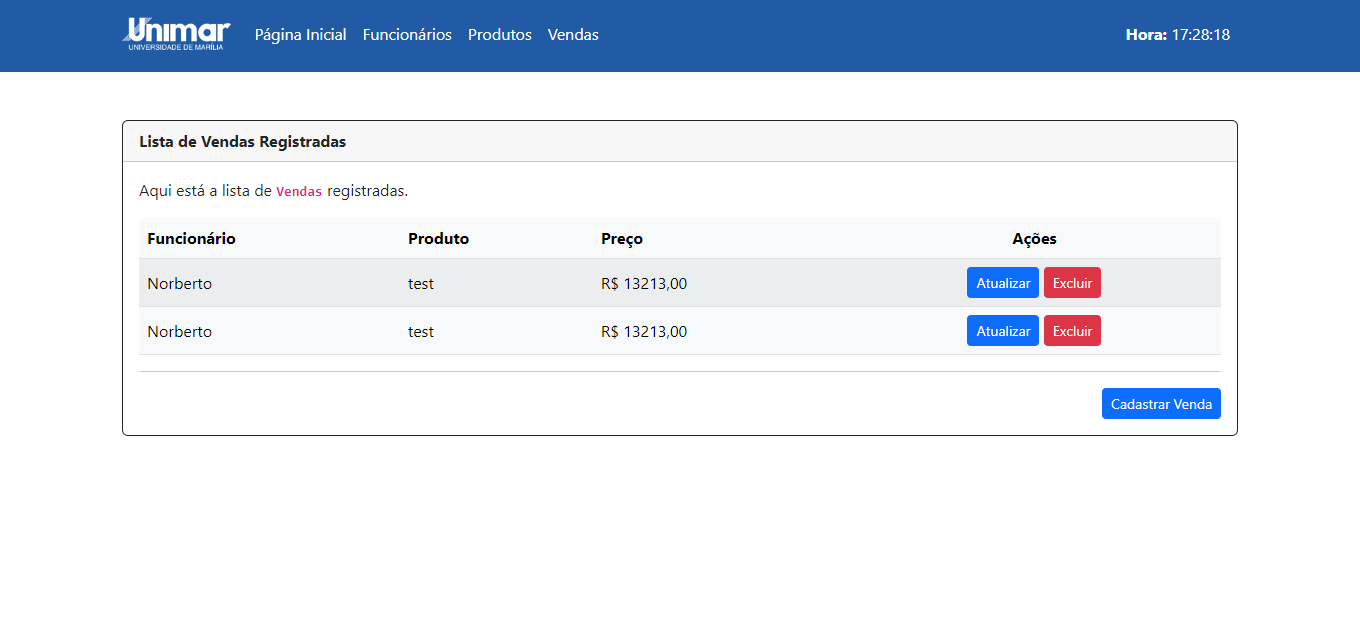 Unimar
UNIVERSIDADE DE MARÍLIA
Página Inicial Funcionários Produtos Vendas
Hora: 17:28:18
Lista de Vendas Registradas
Aqui está a lista de Vendas registradas.
Funcionário Produto Preço Ações
Norberto test R$ 13213,00 Atualizar Excluir
Norberto test R$ 13213,00 Atualizar Excluir
Cadastrar Venda